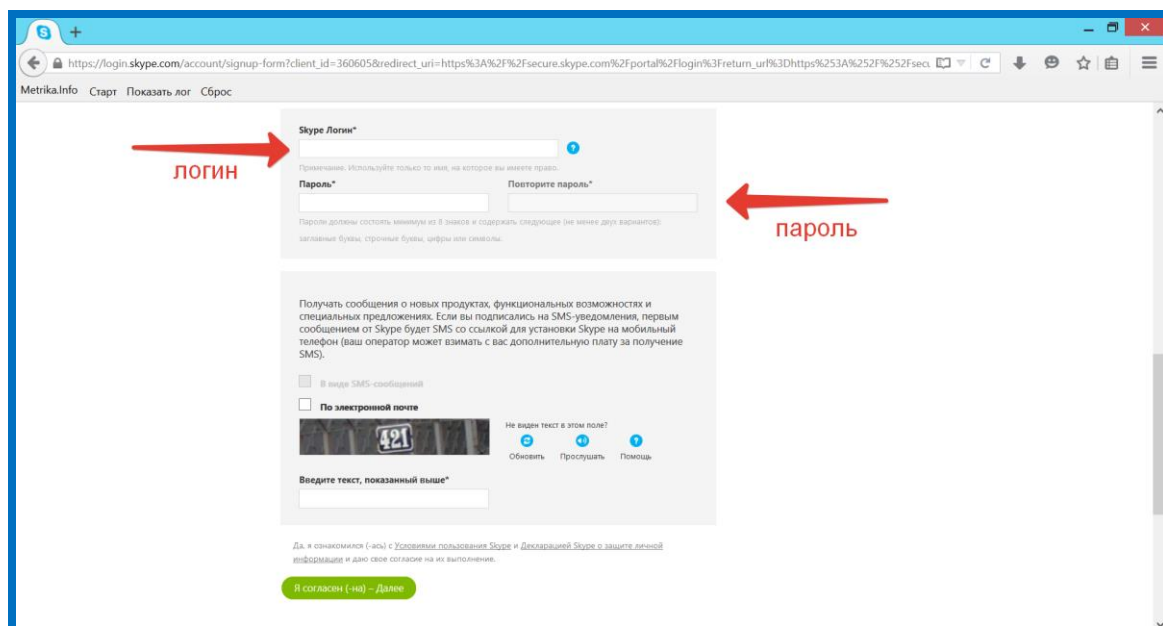 https://login.skype.com/account/signup-form?client_id=360605&redirect_uri=https%3A%2F%2Fsecure.skype.com%2Fportal%2Flogin%3Freturn_url%3Dhttps%253A%252F%252Fsecu
Metrika.Info Старт Показать лог Сброс
Skype Логин*
логин
Примечание. Используйте только то имя, на которое вы имеете право.
Пароль* Повторите пароль*
пароль
Пароли должны состоять минимум из 8 знаков и содержать следующее (не менее двух вариантов):
заглавные буквы, строчные буквы, цифры или символы.
Получать сообщения о новых продуктах, функциональных возможностях и
специальных предложениях. Если вы подписались на SMS-уведомления, первым
сообщением от Skype будет SMS со ссылкой для установки Skype на мобильный
телефон (ваш оператор может взимать с вас дополнительную плату за получение
SMS).
В виде SMS-сообщений
По электронной почте
421
Не виден текст в этом поле?
Обновить Прослушать Помощь
Введите текст, показанный выше*
Да, я ознакомился (-ась) с Условиями пользования Skype и Декларацией Skype о защите личной
информации и даю свое согласие на их выполнение.
Я согласен (-на) – Далее